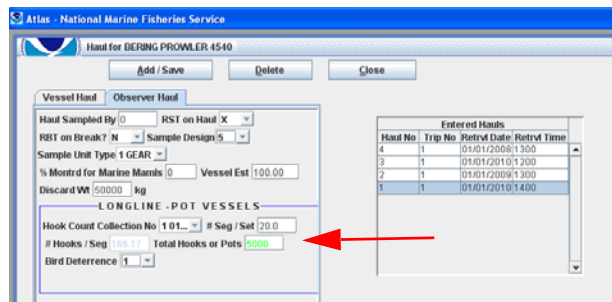 Atlas - National Marine Fisheries Service
Haul for BERING PROWLER 4540
Add / Save Delete Close
Vessel Haul Observer Haul
Haul Sampled By 0 RST on Haul X
RBT on Break? N Sample Design 5
Sample Unit Type 1 GEAR
% Montrd for Marine Mamls 0 Vessel Est 100.00
Discard Wt 50000 kg
LONGLINE -POT VESSELS
Hook Count Collection No 1 01... # Seg / Set 20.0
# Hooks / Seg 165.17 Total Hooks or Pots 5000
Bird Deterrence 1
Entered Hauls
Haul No Trip No Retrvl Date Retrvl Time
4 1 01/01/2008 1300
3 1 01/01/2010 1200
2 1 01/01/2009 1300
1 1 01/01/2010 1400